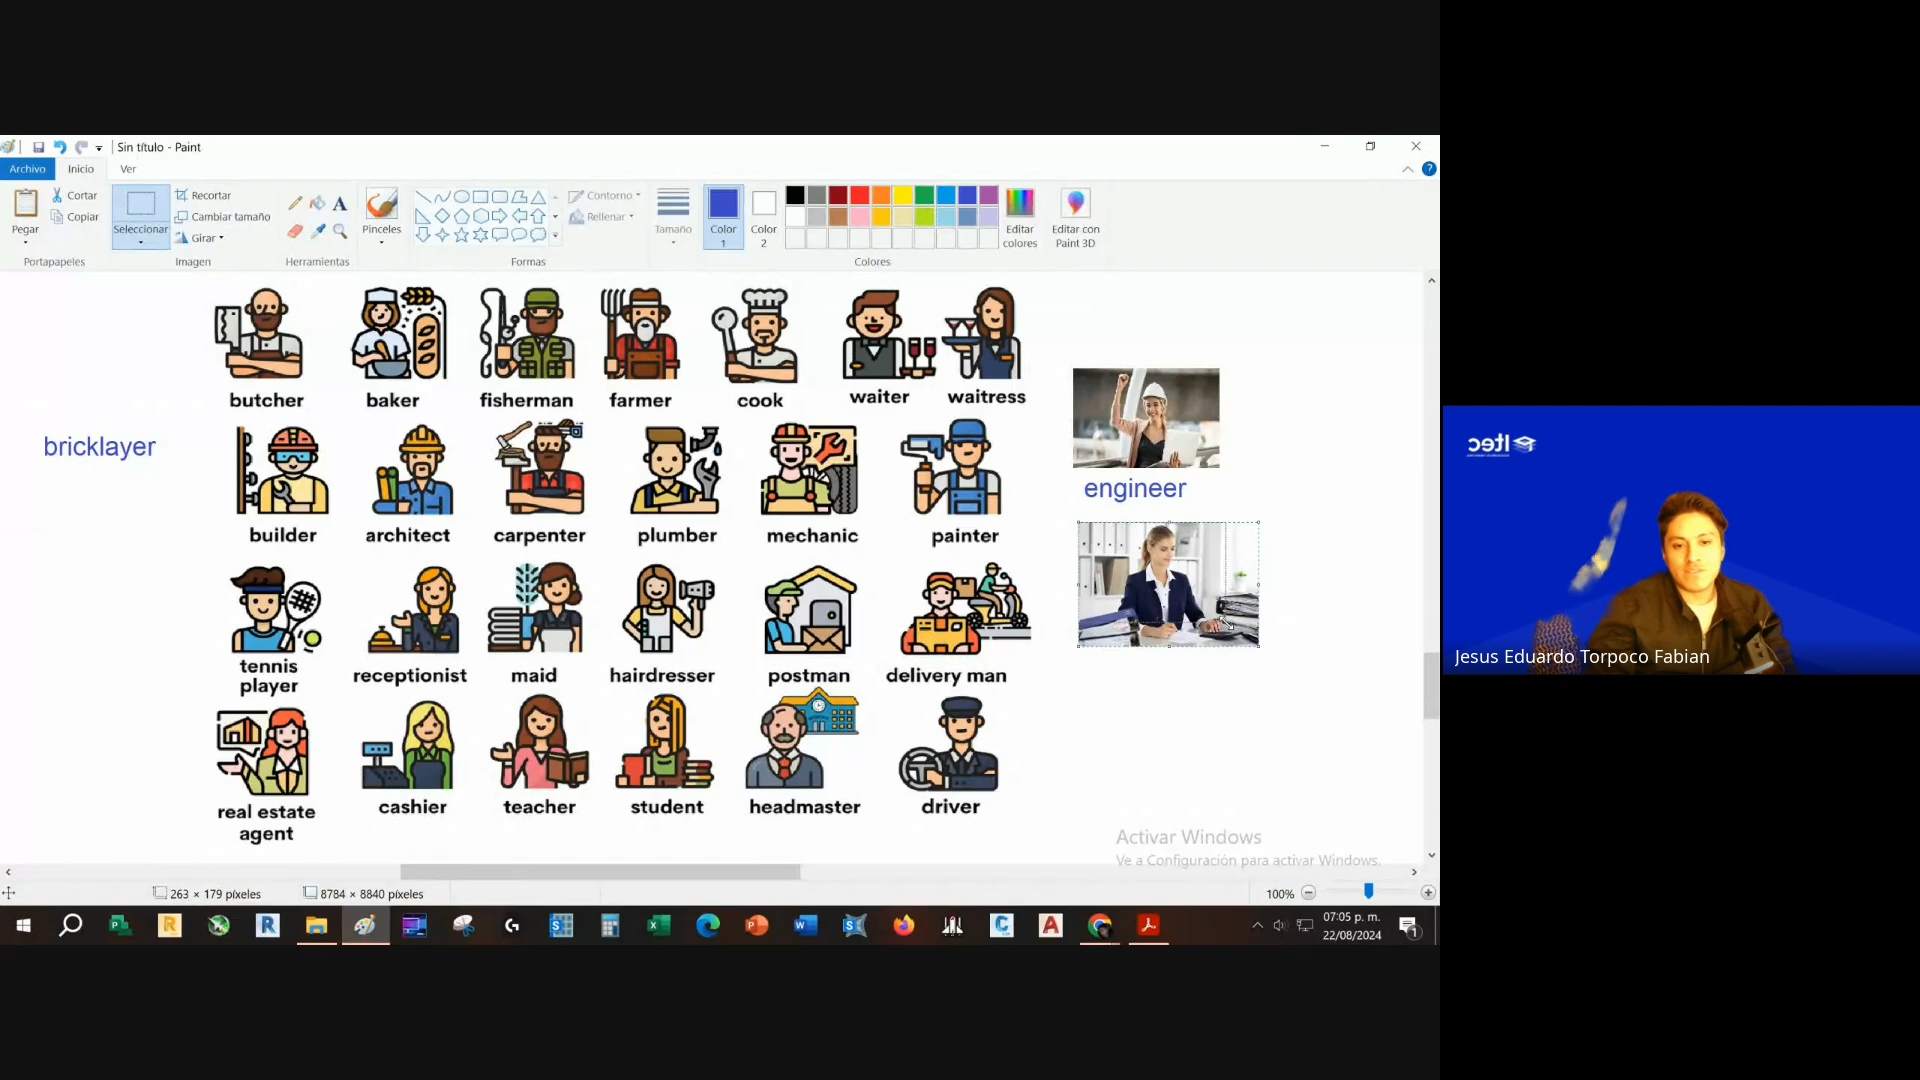 Sin título - Paint
Archivo Inicio Ver
Pegar
Cortar
Copiar
Portapapeles
Seleccionar
Recortar
Cambiar tamaño
Girar
Imagen
A
Herramientas
Pinceles
Formas
Contorno
Rellenar
Tamaño
Color
1
Color
2
Colores
Editar
colores
Editar con
Paint 3D
butcher baker fisherman farmer cook waiter waitress
bricklayer
builder architect carpenter plumber mechanic painter
engineer
tennis
player
receptionist maid hairdresser postman delivery man
real estate
agent
cashier teacher student headmaster driver
Activar Windows
Ve a Configuración para activar Windows.
263 × 179 píxeles
8784 × 8840 píxeles
100%
07:05 p. m.
22/08/2024
1
Itec
Jesus Eduardo Torpoco Fabian